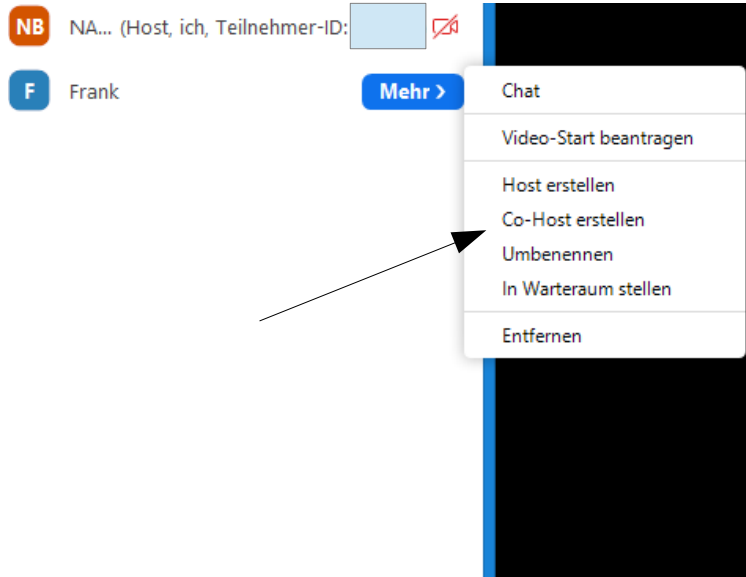 NB NA... (Host, ich, Teilnehmer-ID:
F Frank Mehr >
Chat
Video-Start beantragen
Host erstellen
Co-Host erstellen
Umbenennen
In Warteraum stellen
Entfernen